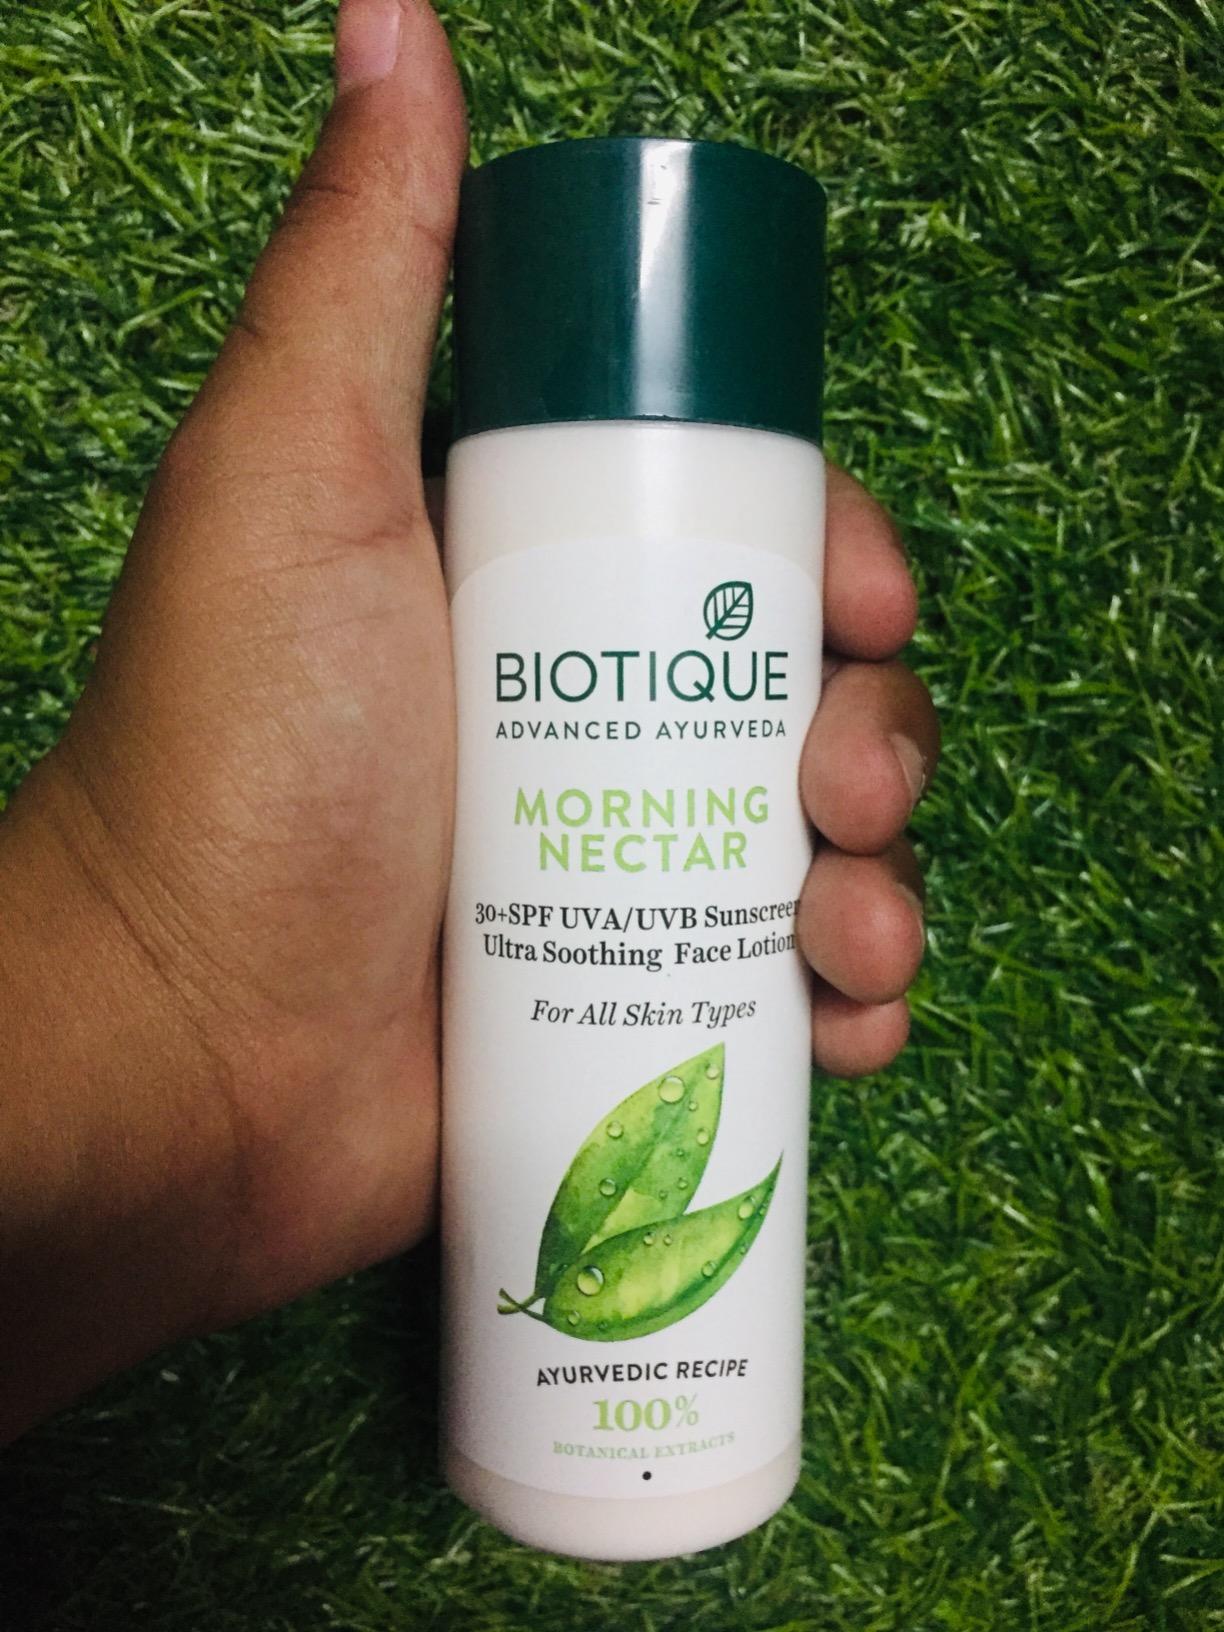 BIOTIQUE
ADVANCED AYURVEDA
MORNING
NECTAR
30+SPF UVA/UVB Sunscreen
Ultra Soothing Face Lotion
For All Skin Types
AYURVEDIC RECIPE
100%
BOTANICAL EXTRACTS